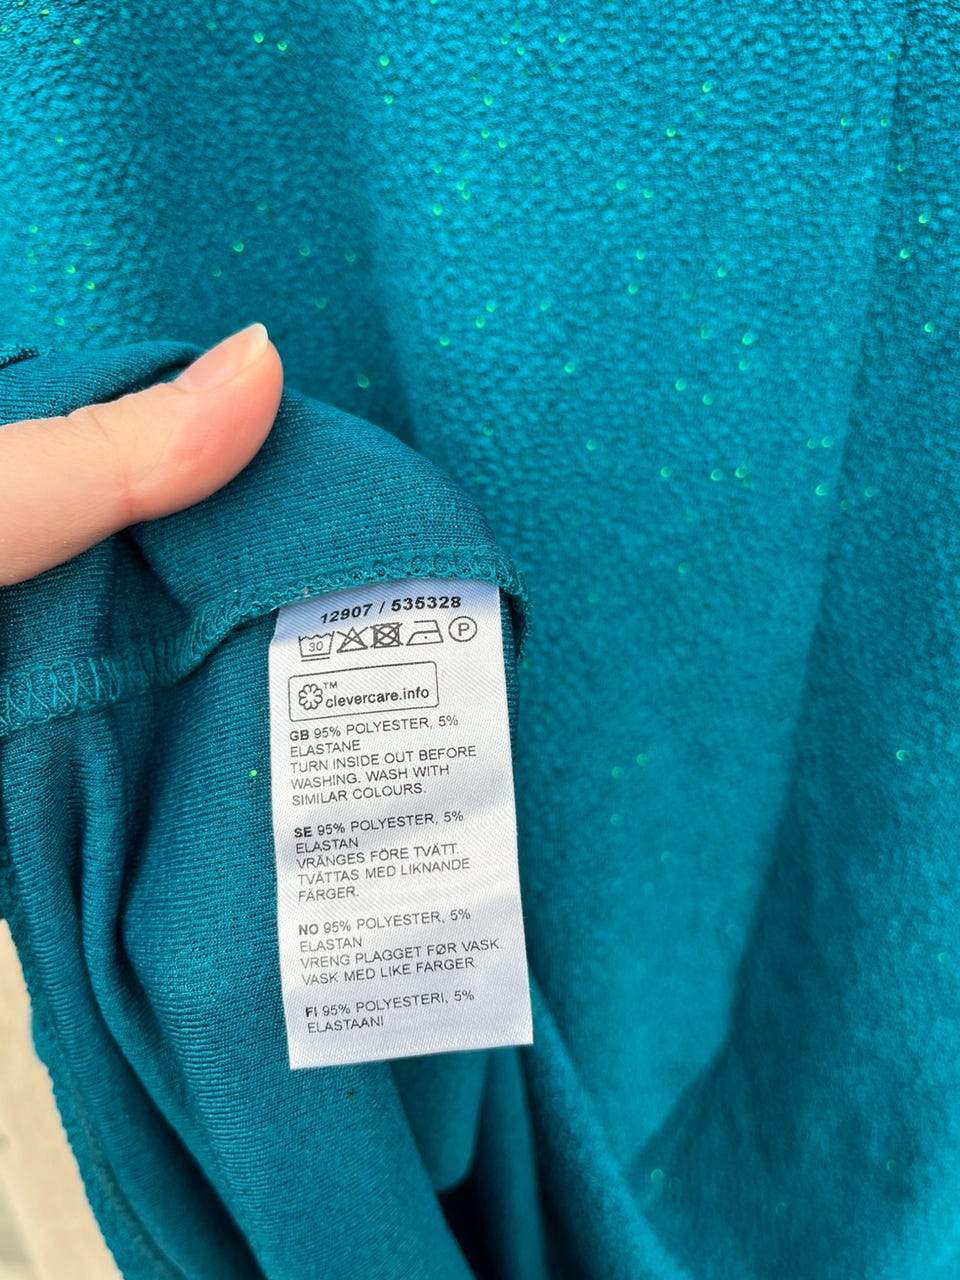 12907 / 535328
30 P
TM
clevercare.info
GB 95% POLYESTER, 5%
ELASTANE
TURN INSIDE OUT BEFORE
WASHING. WASH WITH
SIMILAR COLOURS.
SE 95% POLYESTER, 5%
ELASTAN
VRÄNGES FÖRE TVÄTT.
TVÄTTAS MED LIKNANDE
FÄRGER.
NO 95% POLYESTER, 5%
ELASTAN
VRENG PLAGGET FØR VASK.
VASK MED LIKE FARGER.
FI 95% POLYESTERI, 5%
ELASTAANI